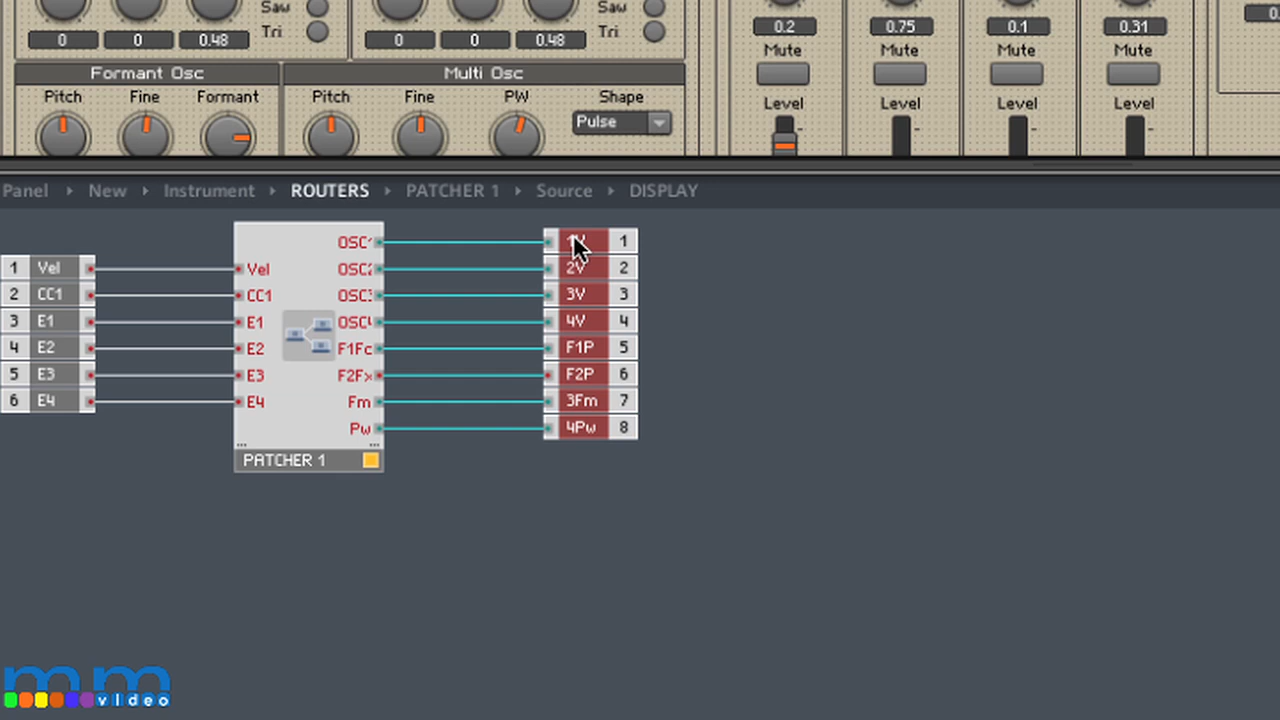 Saw Saw
Tri Tri
0 0 0.48 0 0 0.48
0.2 0.75 0.1 0.31
Mute Mute Mute Mute
Formant Osc Multi Osc
Pitch Fine Formant Pitch Fine PW Shape
Level Level Level Level
Pulse
Panel New Instrument ROUTERS PATCHER 1 Source DISPLAY
OSC1 1V 1
1 Vel Vel OSC2 2V 2
2 CC1 CC1 OSC3 3V 3
3 E1 E1 OSC4 4V 4
4 E2 E2 F1Fc F1P 5
5 E3 E3 F2Fx F2P 6
6 E4 E4 Fm 3Fm 7
Pw 4Pw 8
PATCHER 1
mm
video